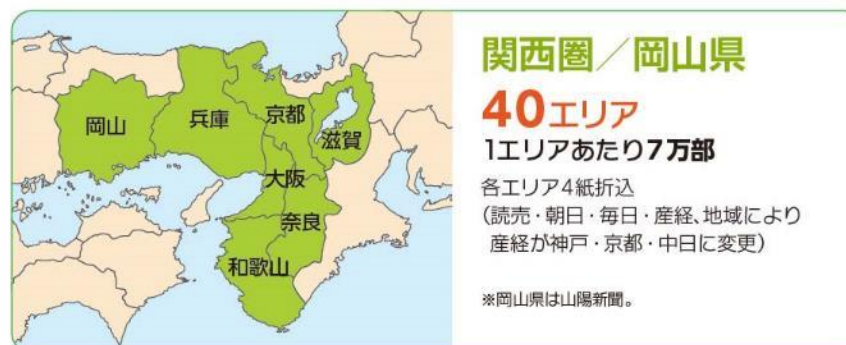 岡山
兵庫
京都
滋賀
大阪
奈良
和歌山
関西圏／岡山県
40エリア
1エリアあたり7万部
各エリア4紙折込
（読売・朝日・毎日・産経、地域により
産経が神戸・京都・中日に変更）
※岡山県は山陽新聞。